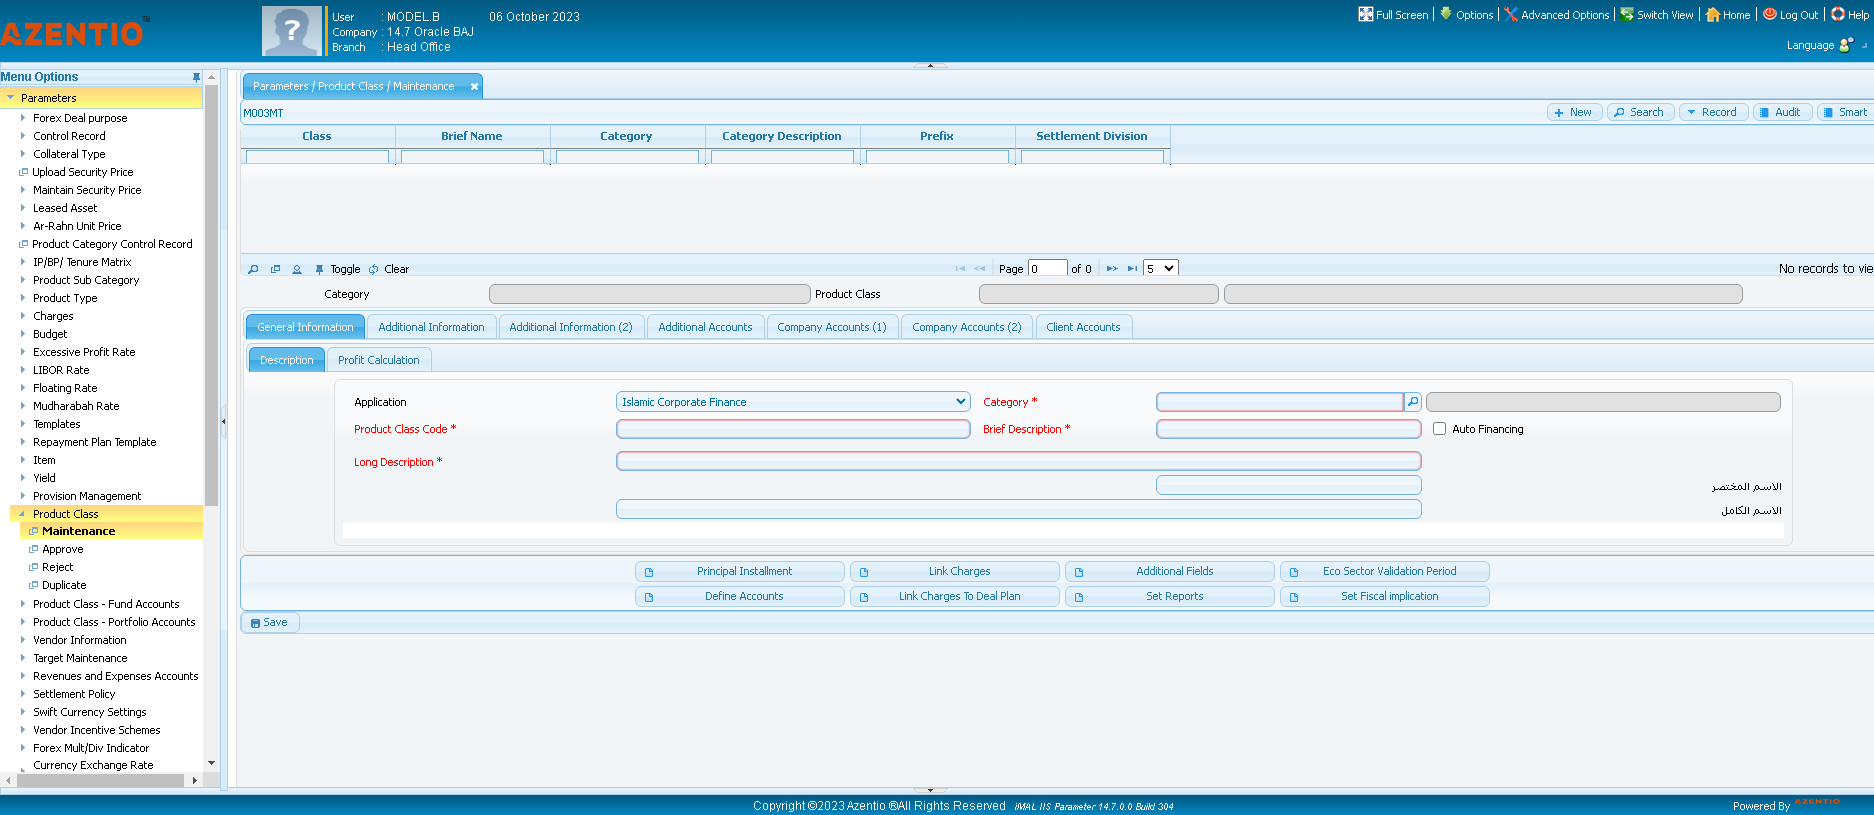 AZENTIO™
User : MODEL.B 06 October 2023
Company : 14.7 Oracle BAJ
Branch : Head Office
Full Screen Options Advanced Options Switch View Home Log Out Help
Language
Menu Options
Parameters
Forex Deal purpose
Control Record
Collateral Type
Upload Security Price
Maintain Security Price
Leased Asset
Ar-Rahn Unit Price
Product Category Control Record
IP/BP/ Tenure Matrix
Product Sub Category
Product Type
Charges
Budget
Excessive Profit Rate
LIBOR Rate
Floating Rate
Mudharabah Rate
Templates
Repayment Plan Template
Item
Yield
Provision Management
Product Class
Maintenance
Approve
Reject
Duplicate
Product Class - Fund Accounts
Product Class - Portfolio Accounts
Vendor Information
Target Maintenance
Revenues and Expenses Accounts
Settlement Policy
Swift Currency Settings
Vendor Incentive Schemes
Forex Mult/Div Indicator
Currency Exchange Rate
Parameters / Product Class / Maintenance
M003MT
New Search Record Audit Smart
Class Brief Name Category Category Description Prefix Settlement Division
Toggle Clear Page 0 of 0 5 No records to vie
Category Product Class
General Information Additional Information Additional Information (2) Additional Accounts Company Accounts (1) Company Accounts (2) Client Accounts
Description Profit Calculation
Application Islamic Corporate Finance Category *
Product Class Code * Brief Description * Auto Financing
Long Description *
الاسم المختصر
الاسم الكامل
Principal Installment Link Charges Additional Fields Eco Sector Validation Period
Define Accounts Link Charges To Deal Plan Set Reports Set Fiscal implication
Save
Copyright ©2023 Azentio ®All Rights Reserved iMAL IIS Parameter 14.7.0.0 Build 304
Powered By AZENTIO